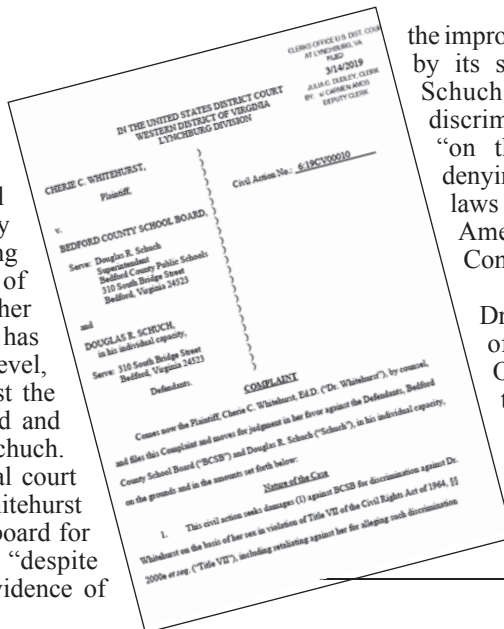 l
y
ng
of
her
has
evel,
st the
d and
chuch.
al court
hitehurst
board for
“despite
vidence of
CLERKS OFFICE U.S. DIST. COU
AT LYNCHBURG, VA
FILED
3/14/2019
JULIA C. DUDLEY, CLERK
BY:
CARMEN AMOS
DEPUTY CLERK
IN THE UNITED STATES DISTRICT COURT
WESTERN DISTRICT OF VIRGINIA
LYNCHBURG DIVISION
CHERIE C. WHITEHURST,
Plaintiff,
v.
Civil Action No.: 6:19CV00010
BEDFORD COUNTY SCHOOL BOARD,
Serve: Douglas R. Schuch
Superintendent
Bedford County Public Schools
310 South Bridge Street
Bedford, Virginia 24523
and
DOUGLAS R. SCHUCH,
in his individual capacity,
Serve: 310 South Bridge Street
Bedford, Virginia 24523
Defendants.
COMPLAINT
Comes now the Plaintiff, Cherie C. Whitehurst, Ed.D. (“Dr. Whitehurst”), by counsel,
and files this Complaint and moves for judgment in her favor against the Defendants, Bedford
County School Board (“BCSB”) and Douglas R. Schuch (“Schuch”), in his individual capacity,
on the grounds and in the amounts set forth below:
Nature of the Case
1. This civil action seeks damages (1) against BCSB for discrimination against Dr.
Whitehurst on the basis of her sex in violation of Title VII of the Civil Rights Act of 1964, §§
2000e et seq. (“Title VII”), including retaliating against her for alleging such discrimination
the impro
by its s
Schuch
discrim
“on th
denyin
laws
Ame
Con
Dr
of
C
t